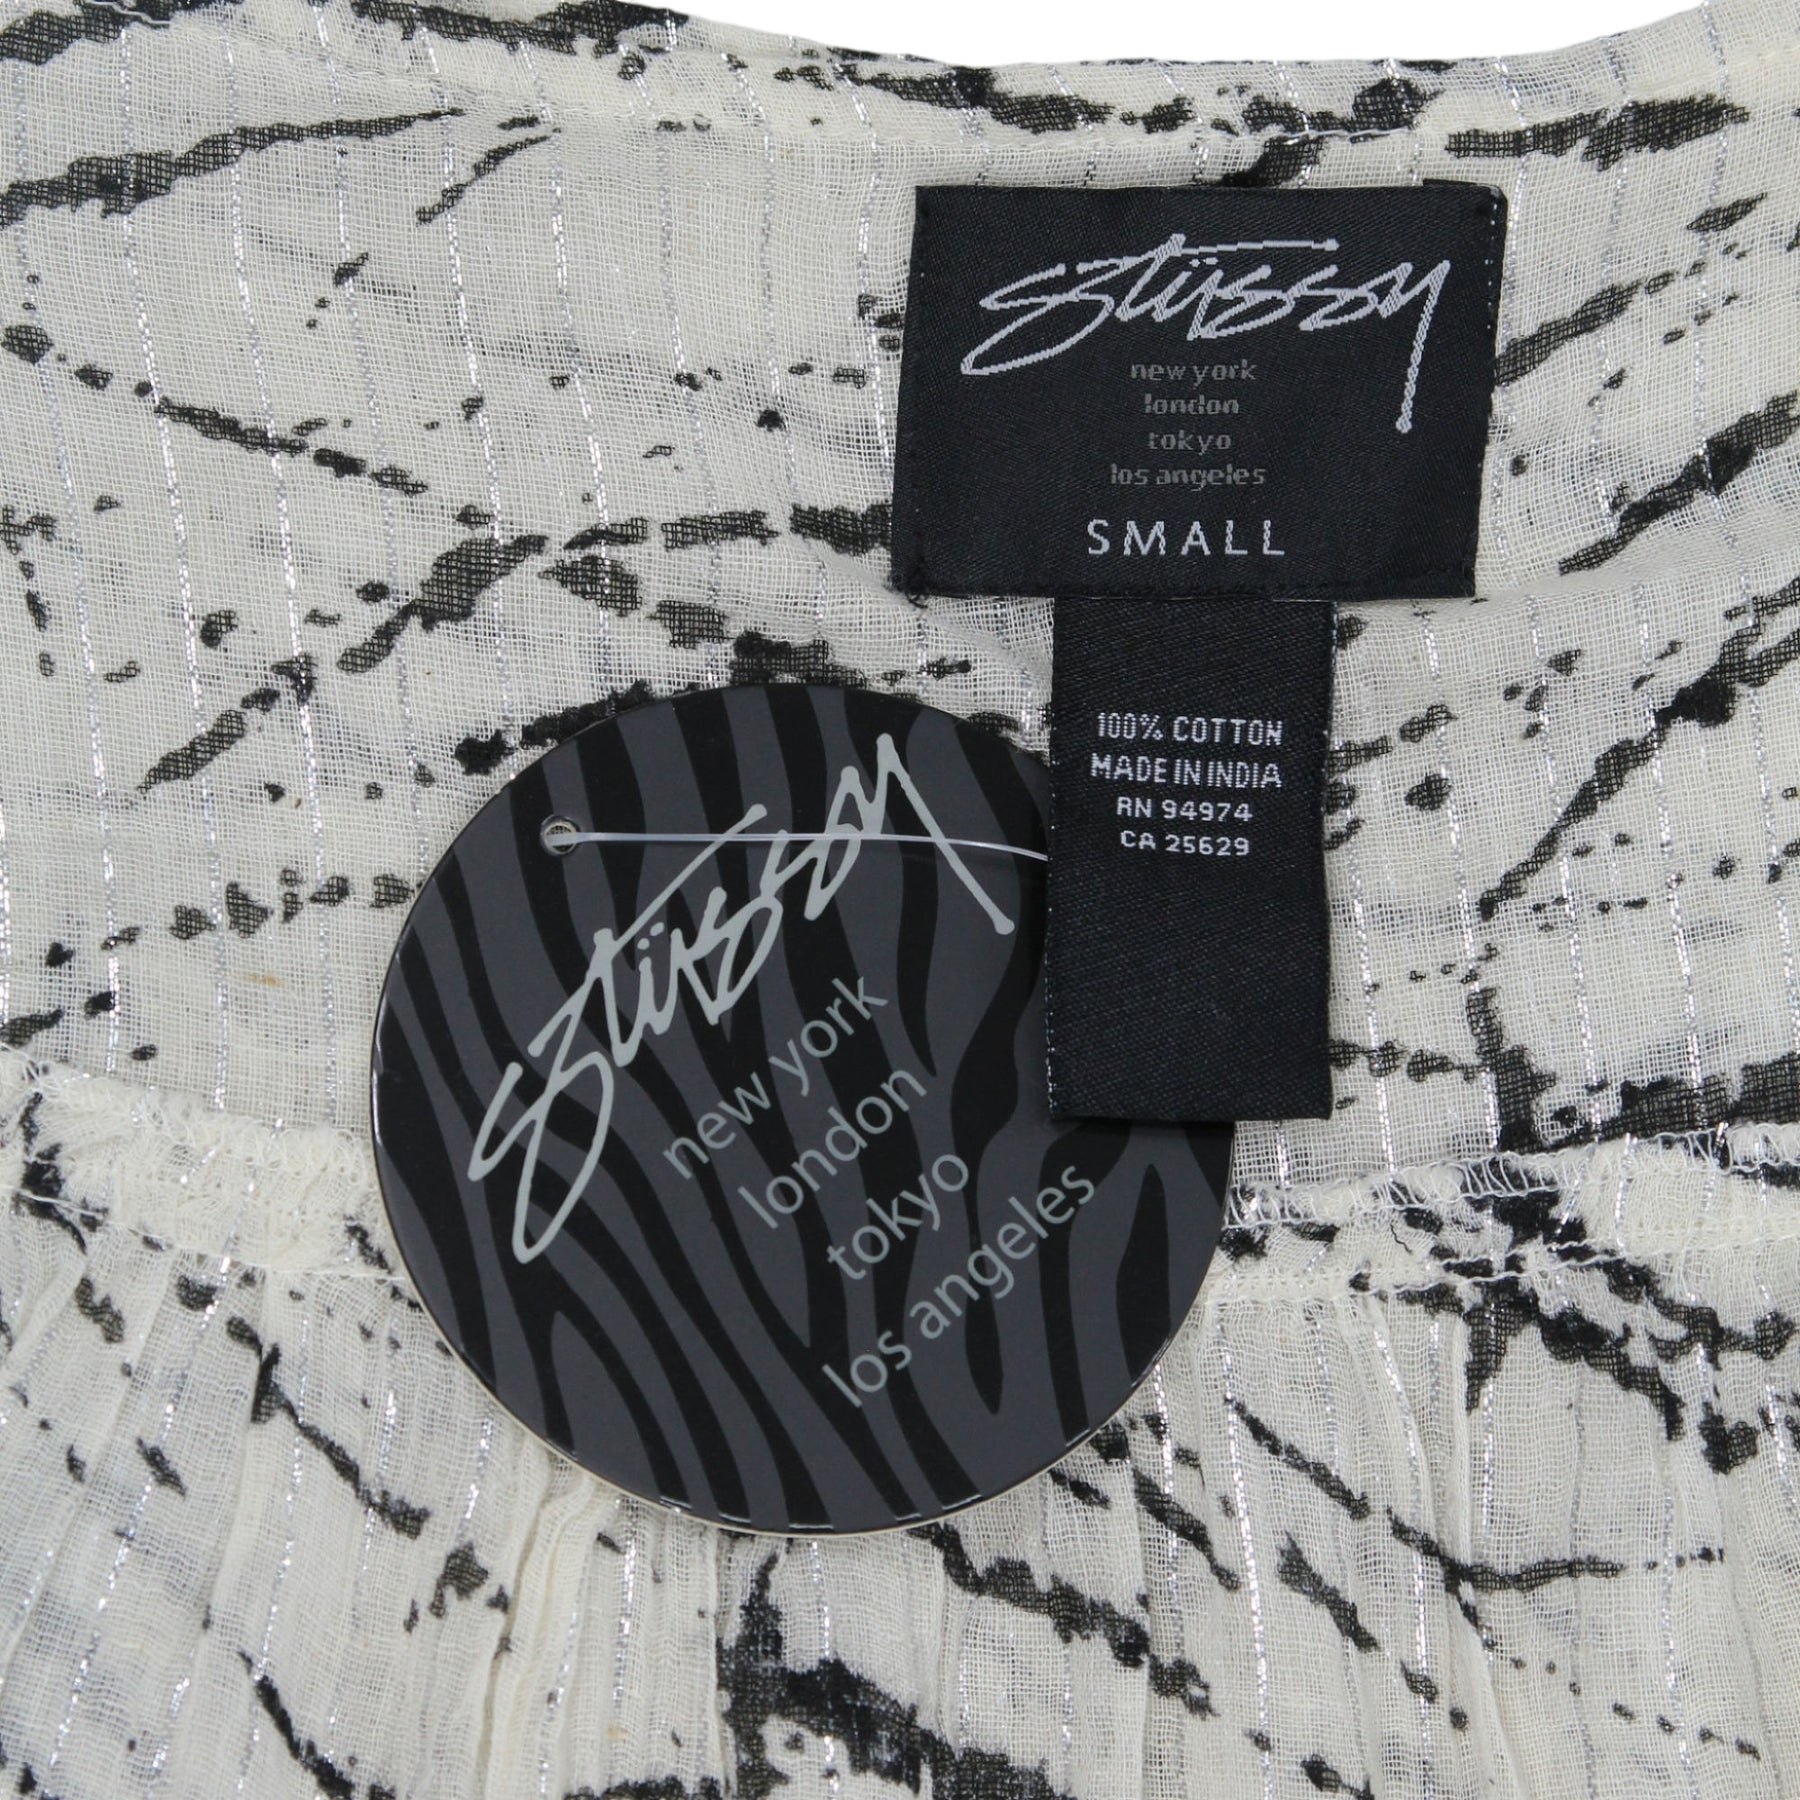 Stüssy
new york
london
tokyo
los angeles
SMALL
100% COTTON
MADE IN INDIA
RN 94974
CA 25629
Stüssy
new york
london
tokyo
los angeles